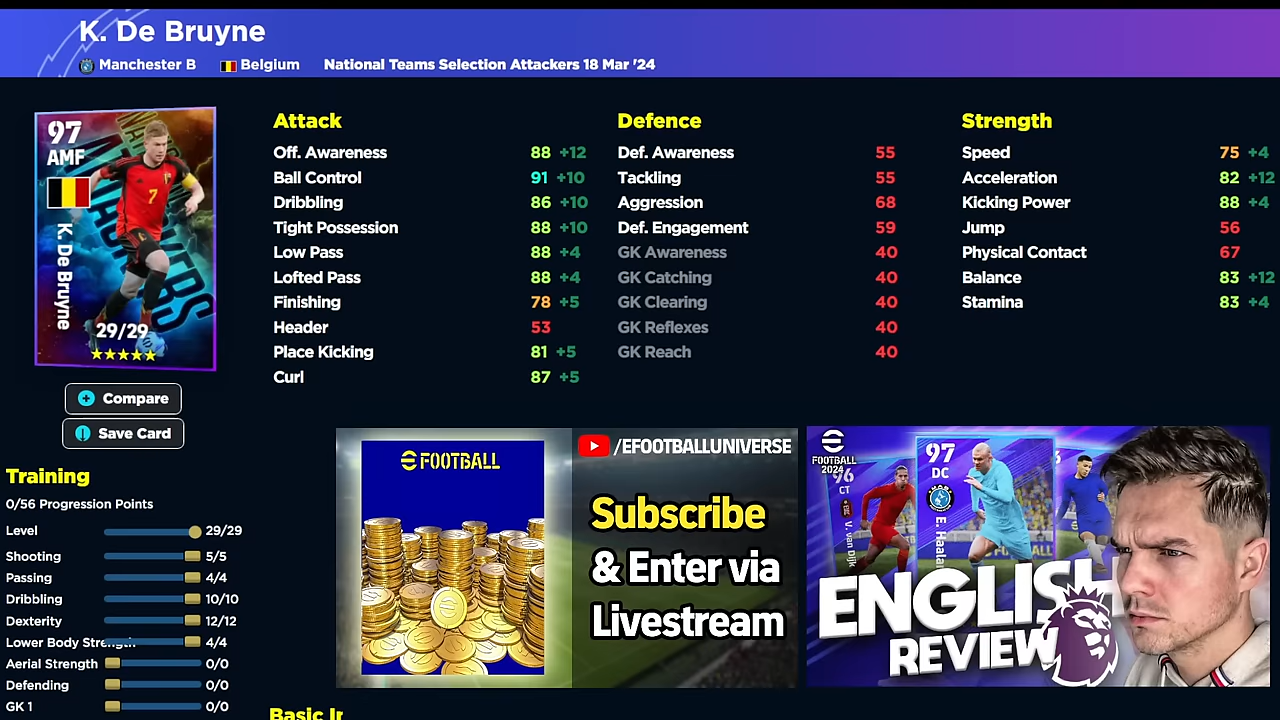 K. De Bruyne
Manchester B Belgium National Teams Selection Attackers 18 Mar '24
97
AMF
7
K. De Bruyne
29/29
★★★★★
Compare
Save Card
Attack
Off. Awareness 88 +12
Ball Control 91 +10
Dribbling 86 +10
Tight Possession 88 +10
Low Pass 88 +4
Lofted Pass 88 +4
Finishing 78 +5
Header 53
Place Kicking 81 +5
Curl 87 +5
Defence
Def. Awareness 55
Tackling 55
Aggression 68
Def. Engagement 59
GK Awareness 40
GK Catching 40
GK Clearing 40
GK Reflexes 40
GK Reach 40
Strength
Speed 75 +4
Acceleration 82 +12
Kicking Power 88 +4
Jump 56
Physical Contact 67
Balance 83 +12
Stamina 83 +4
Training
0/56 Progression Points
Level 29/29
Shooting 5/5
Passing 4/4
Dribbling 10/10
Dexterity 12/12
Lower Body Strength 4/4
Aerial Strength 0/0
Defending 0/0
GK 1 0/0
FOOTBALL
/EFOOTBALLUNIVERSE
Subscribe
& Enter via
Livestream
FOOTBALL
2024
96
CT
V. van Dijk
97
DC
E. Haala
ENGLISH
REVIEW